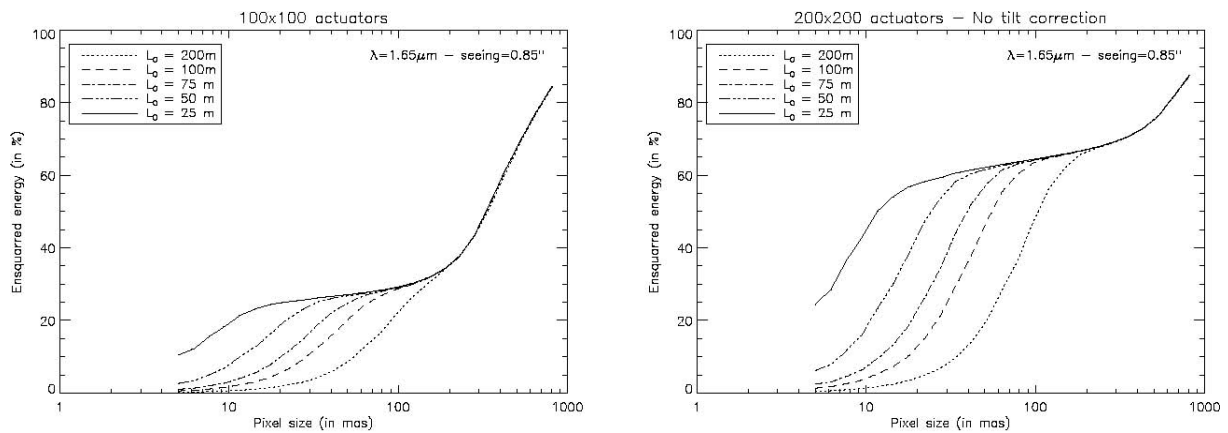 100x100 actuators
λ=1.65μm – seeing=0.85"
L₀ = 200m
L₀ = 100m
L₀ = 75 m
L₀ = 50 m
L₀ = 25 m
Ensquarred energy (in %)
100
80
60
40
20
0
1
10
100
1000
Pixel size (in mas)
200x200 actuators – No tilt correction
λ=1.65μm – seeing=0.85"
L₀ = 200m
L₀ = 100m
L₀ = 75 m
L₀ = 50 m
L₀ = 25 m
Ensquarred energy (in %)
100
80
60
40
20
0
1
10
100
1000
Pixel size (in mas)